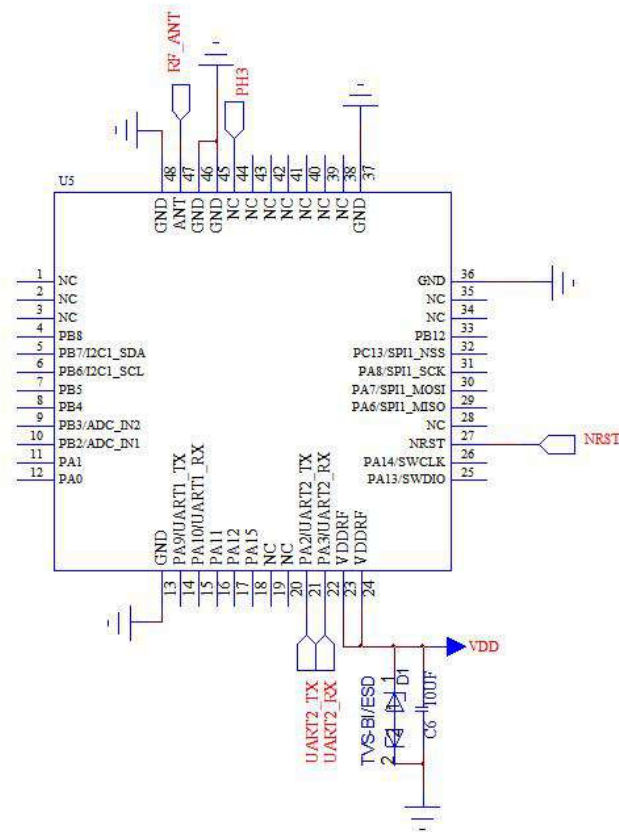 RF_ANT
PH3
48
47
46
45
44
43
42
41
40
39
38
37
U5
GND
ANT
GND
GND
NC
NC
NC
NC
NC
NC
NC
GND
1 NC
2 NC
3 NC
4 PB8
5 PB7/I2C1_SDA
6 PB6/I2C1_SCL
7 PB5
8 PB4
9 PB3/ADC_IN2
10 PB2/ADC_IN1
11 PA1
12 PA0
GND 36
NC 35
NC 34
PB12 33
PC13/SPI1_NSS 32
PA8/SPI1_SCK 31
PA7/SPI1_MOSI 30
PA6/SPI1_MISO 29
NC 28
NRST 27
PA14/SWCLK 26
PA13/SWDIO 25
NRST
GND
PA9/UART1_TX
PA10/UART1_RX
PA11
PA12
PA15
NC
NC
PA2/UART2_TX
PA3/UART2_RX
VDDRF
VDDRF
13
14
15
16
17
18
19
20
21
22
23
24
UART2_TX
UART2_RX
VDD
TVS-BI/ESD
1
2
D1
C6 10UF